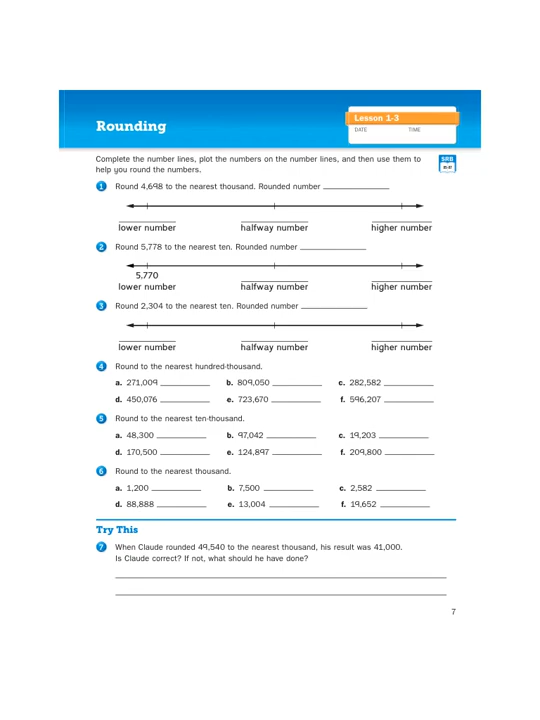 Rounding
Lesson 1-3
DATE TIME
Complete the number lines, plot the numbers on the number lines, and then use them to
help you round the numbers.
SRB
1 Round 4,698 to the nearest thousand. Rounded number
lower number halfway number higher number
2 Round 5,778 to the nearest ten. Rounded number
5,770
lower number halfway number higher number
3 Round 2,304 to the nearest ten. Rounded number
lower number halfway number higher number
4 Round to the nearest hundred-thousand.
a. 271,009 b. 809,050 c. 282,582
d. 450,076 e. 723,670 f. 596,207
5 Round to the nearest ten-thousand.
a. 48,300 b. 97,042 c. 19,203
d. 170,500 e. 124,897 f. 209,800
6 Round to the nearest thousand.
a. 1,200 b. 7,500 c. 2,582
d. 88,888 e. 13,004 f. 19,652
Try This
7 When Claude rounded 49,540 to the nearest thousand, his result was 41,000.
Is Claude correct? If not, what should he have done?
7